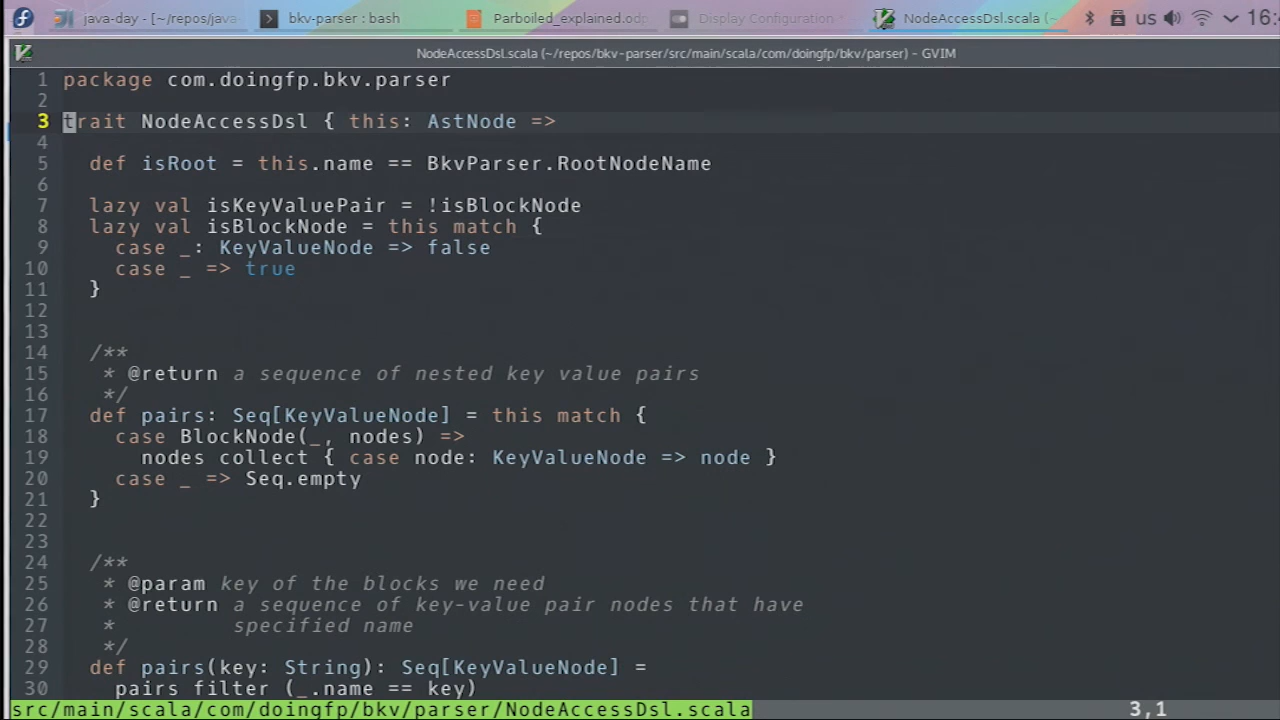 java-day - [~/repos/java-
bkv-parser : bash
Parboiled_explained.odp
Display Configuration
NodeAccessDsl.scala (~
us
16:
NodeAccessDsl.scala (~/repos/bkv-parser/src/main/scala/com/doingfp/bkv/parser) - GVIM
1 package com.doingfp.bkv.parser
2
3 trait NodeAccessDsl { this: AstNode =>
4
5   def isRoot = this.name == BkvParser.RootNodeName
6
7   lazy val isKeyValuePair = !isBlockNode
8   lazy val isBlockNode = this match {
9     case _: KeyValueNode => false
10     case _ => true
11   }
12
13
14   /**
15    * @return a sequence of nested key value pairs
16    */
17   def pairs: Seq[KeyValueNode] = this match {
18     case BlockNode(_, nodes) =>
19       nodes collect { case node: KeyValueNode => node }
20     case _ => Seq.empty
21   }
22
23
24   /**
25    * @param key of the blocks we need
26    * @return a sequence of key-value pair nodes that have
27    *         specified name
28    */
29   def pairs(key: String): Seq[KeyValueNode] =
30     pairs filter (_.name == key)
src/main/scala/com/doingfp/bkv/parser/NodeAccessDsl.scala 3,1